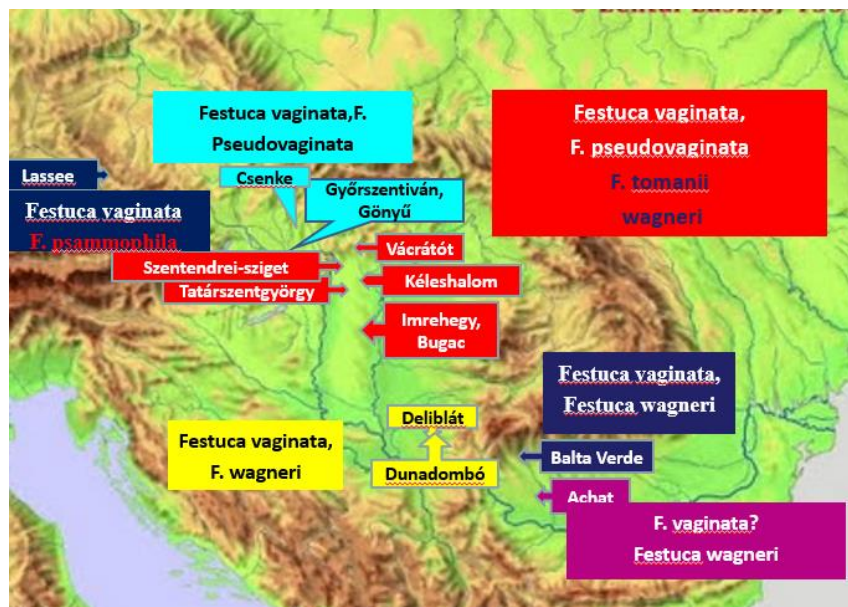 Festuca vaginata,F.
Pseudovaginata
Csenke
Győrszentiván,
Gönyű
Festuca vaginata,
F. pseudovaginata
F. tomanii
wagneri
Lassee
Festuca vaginata
F. psammophila
Szentendrei-sziget
Tatárszentgyörgy
Vácrátót
Kéleshalom
Imrehegy,
Bugac
Festuca vaginata,
Festuca wagneri
Deliblát
Festuca vaginata,
F. wagneri
Dunadombó
Balta Verde
Achat
F. vaginata?
Festuca wagneri